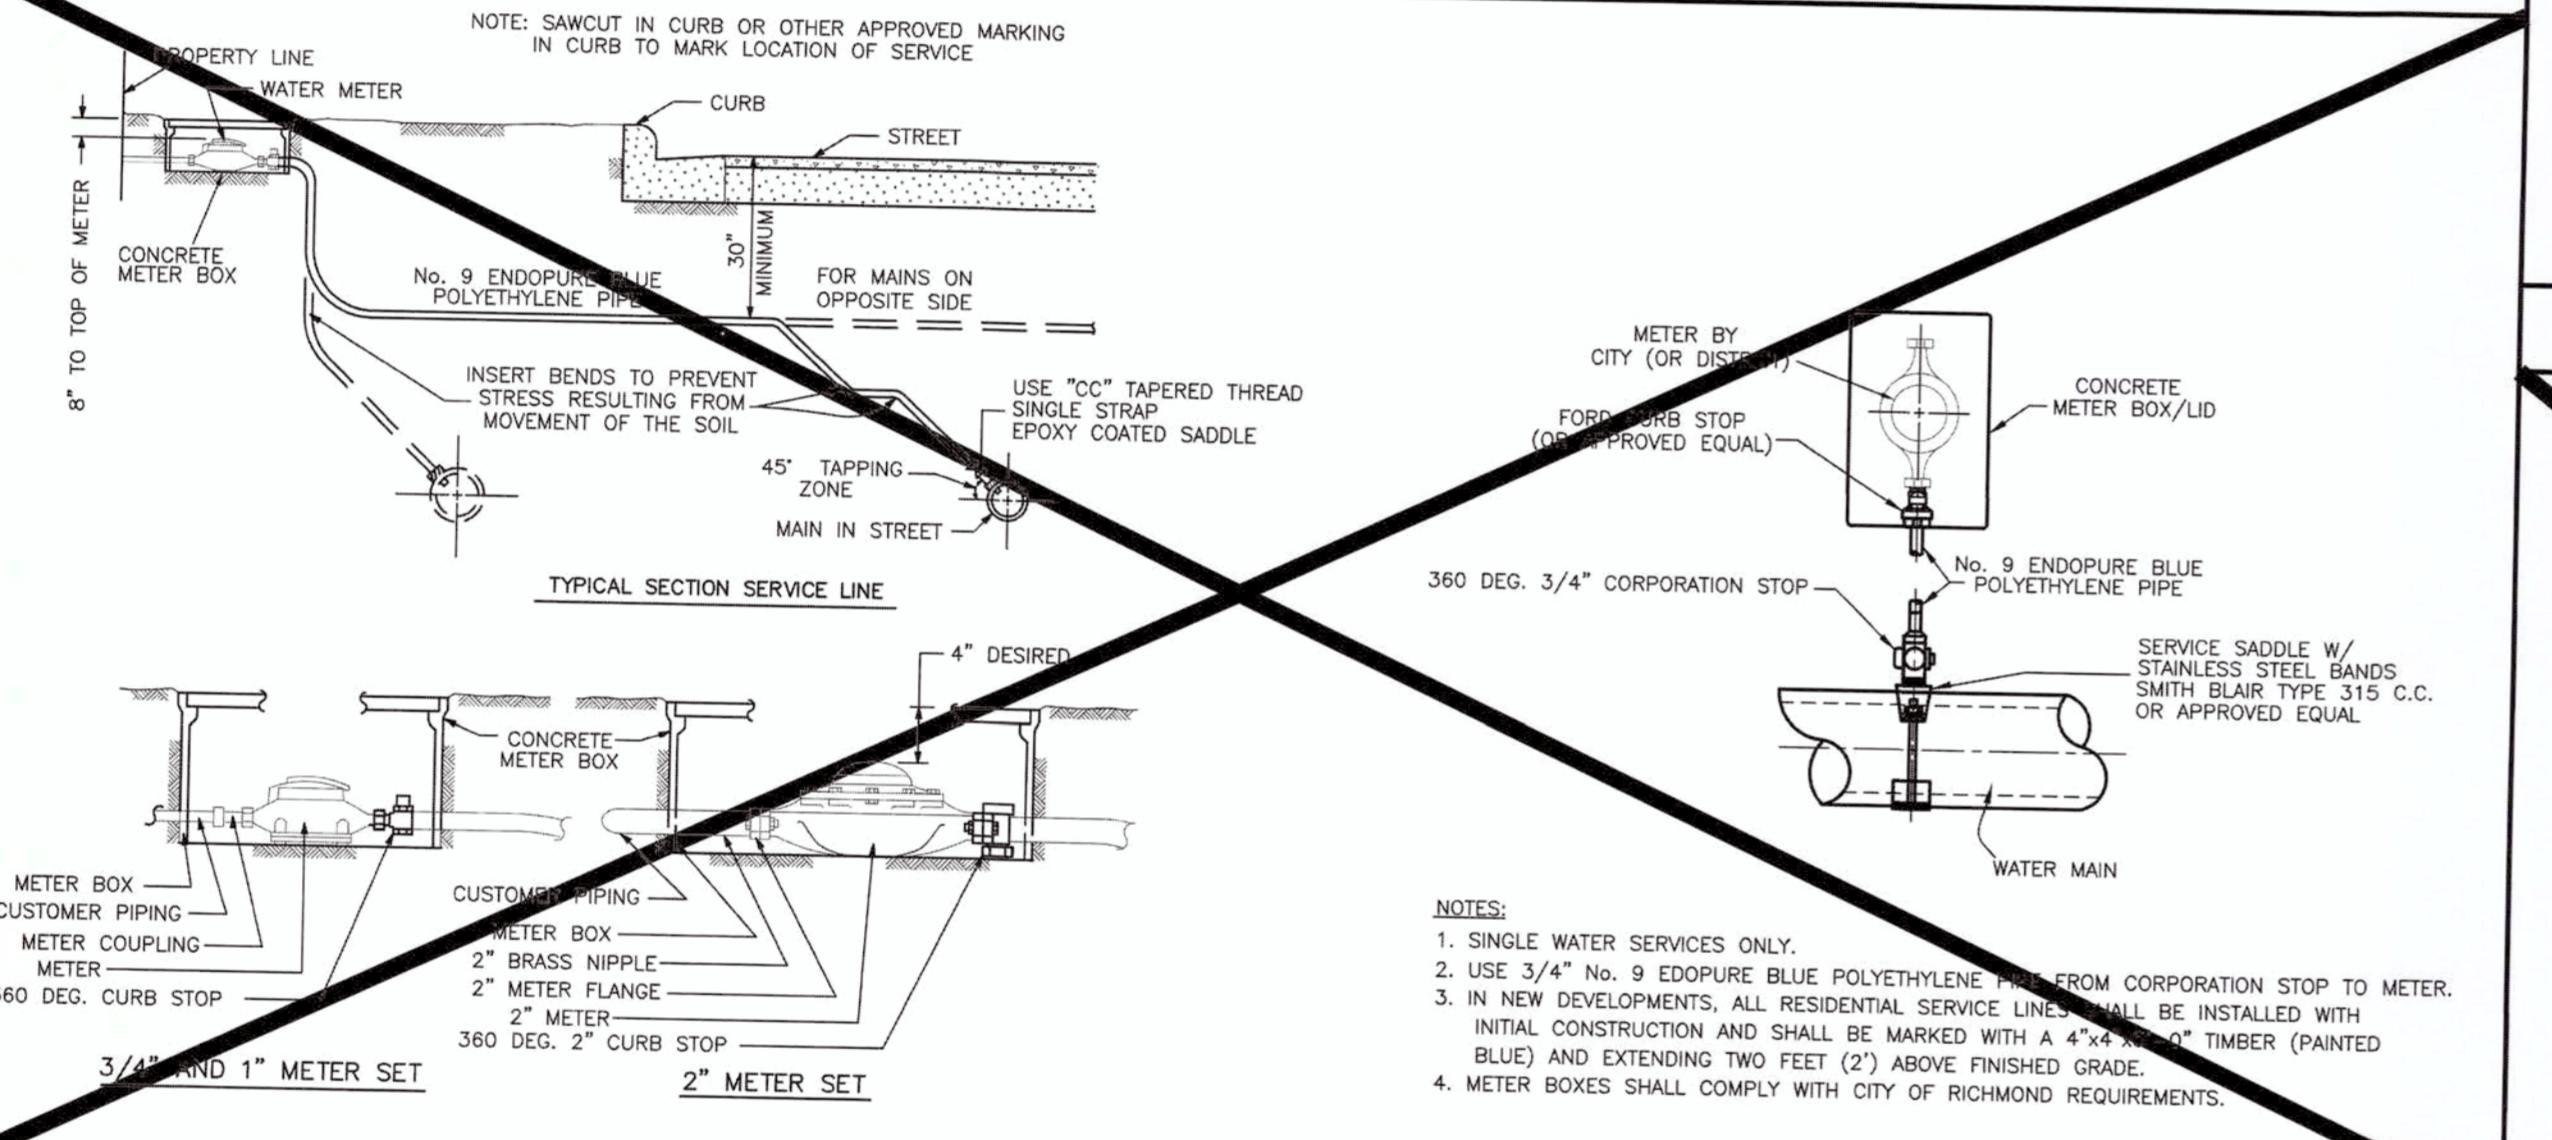 NOTE: SAWCUT IN CURB OR OTHER APPROVED MARKING
IN CURB TO MARK LOCATION OF SERVICE
PROPERTY LINE
WATER METER
CURB
STREET
8" TO TOP OF METER
CONCRETE
METER BOX
30"
MINIMUM
No. 9 ENDOPURE BLUE
POLYETHYLENE PIPE
FOR MAINS ON
OPPOSITE SIDE
INSERT BENDS TO PREVENT
STRESS RESULTING FROM
MOVEMENT OF THE SOIL
USE "CC" TAPERED THREAD
SINGLE STRAP
EPOXY COATED SADDLE
45° TAPPING
ZONE
MAIN IN STREET
TYPICAL SECTION SERVICE LINE
METER BY
CITY (OR DISTRICT)
CONCRETE
METER BOX/LID
FORD CURB STOP
(OR APPROVED EQUAL)
No. 9 ENDOPURE BLUE
POLYETHYLENE PIPE
360 DEG. 3/4" CORPORATION STOP
SERVICE SADDLE W/
STAINLESS STEEL BANDS
SMITH BLAIR TYPE 315 C.C.
OR APPROVED EQUAL
WATER MAIN
4" DESIRED
CONCRETE
METER BOX
METER BOX
CUSTOMER PIPING
METER COUPLING
METER
360 DEG. CURB STOP
3/4" AND 1" METER SET
CUSTOMER PIPING
METER BOX
2" BRASS NIPPLE
2" METER FLANGE
2" METER
360 DEG. 2" CURB STOP
2" METER SET
NOTES:
1. SINGLE WATER SERVICES ONLY.
2. USE 3/4" No. 9 EDOPURE BLUE POLYETHYLENE PIPE FROM CORPORATION STOP TO METER.
3. IN NEW DEVELOPMENTS, ALL RESIDENTIAL SERVICE LINES SHALL BE INSTALLED WITH
INITIAL CONSTRUCTION AND SHALL BE MARKED WITH A 4"x4 TIMBER (PAINTED
BLUE) AND EXTENDING TWO FEET (2') ABOVE FINISHED GRADE.
4. METER BOXES SHALL COMPLY WITH CITY OF RICHMOND REQUIREMENTS.